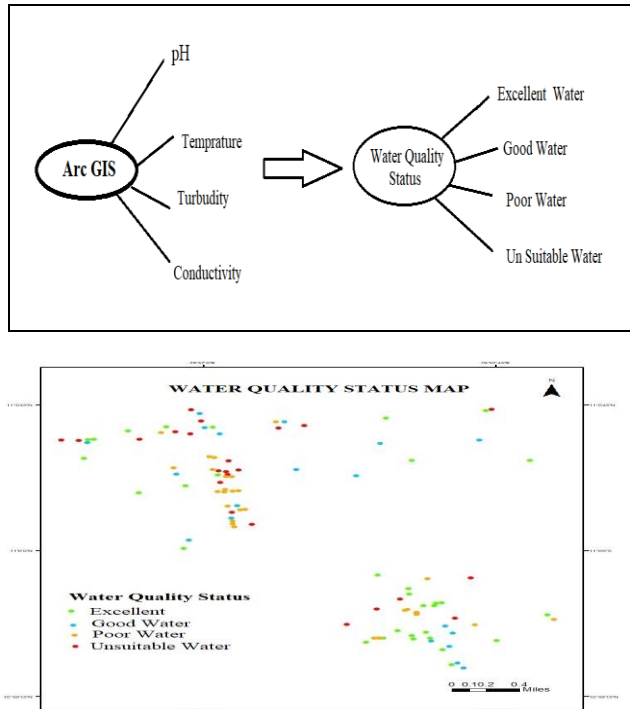 pH
Temprature
Arc GIS
Turbudity
Conductivity
Excellent Water
Water Quality
Status
Good Water
Poor Water
Un Suitable Water
WATER QUALITY STATUS MAP
N
Water Quality Status
Excellent
Good Water
Poor Water
Unsuitable Water
0 0.10.2 0.4
Miles